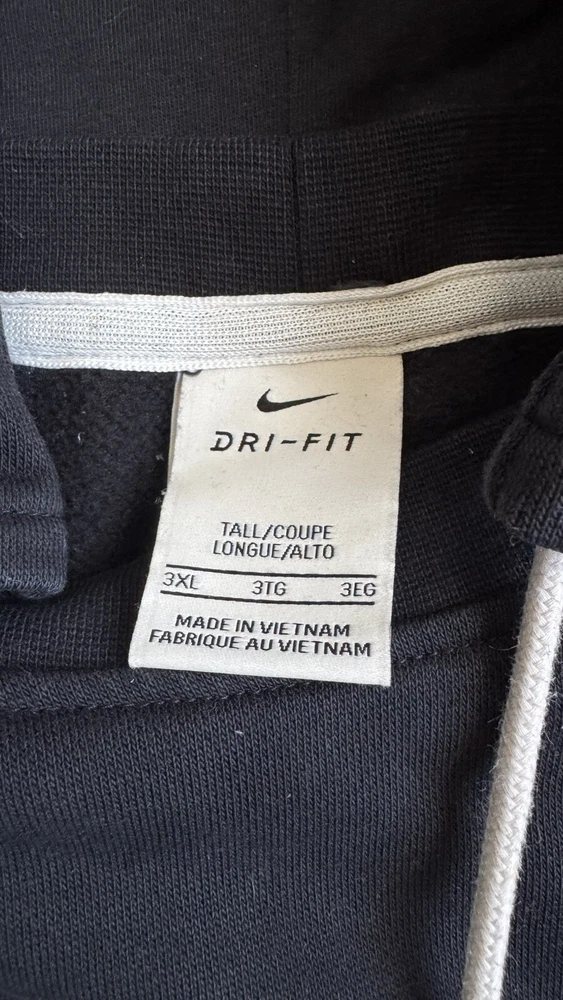 DRI-FIT
TALL/COUPE
LONGUE/ALTO
3XL 3TG 3EG
MADE IN VIETNAM
FABRIQUE AU VIETNAM